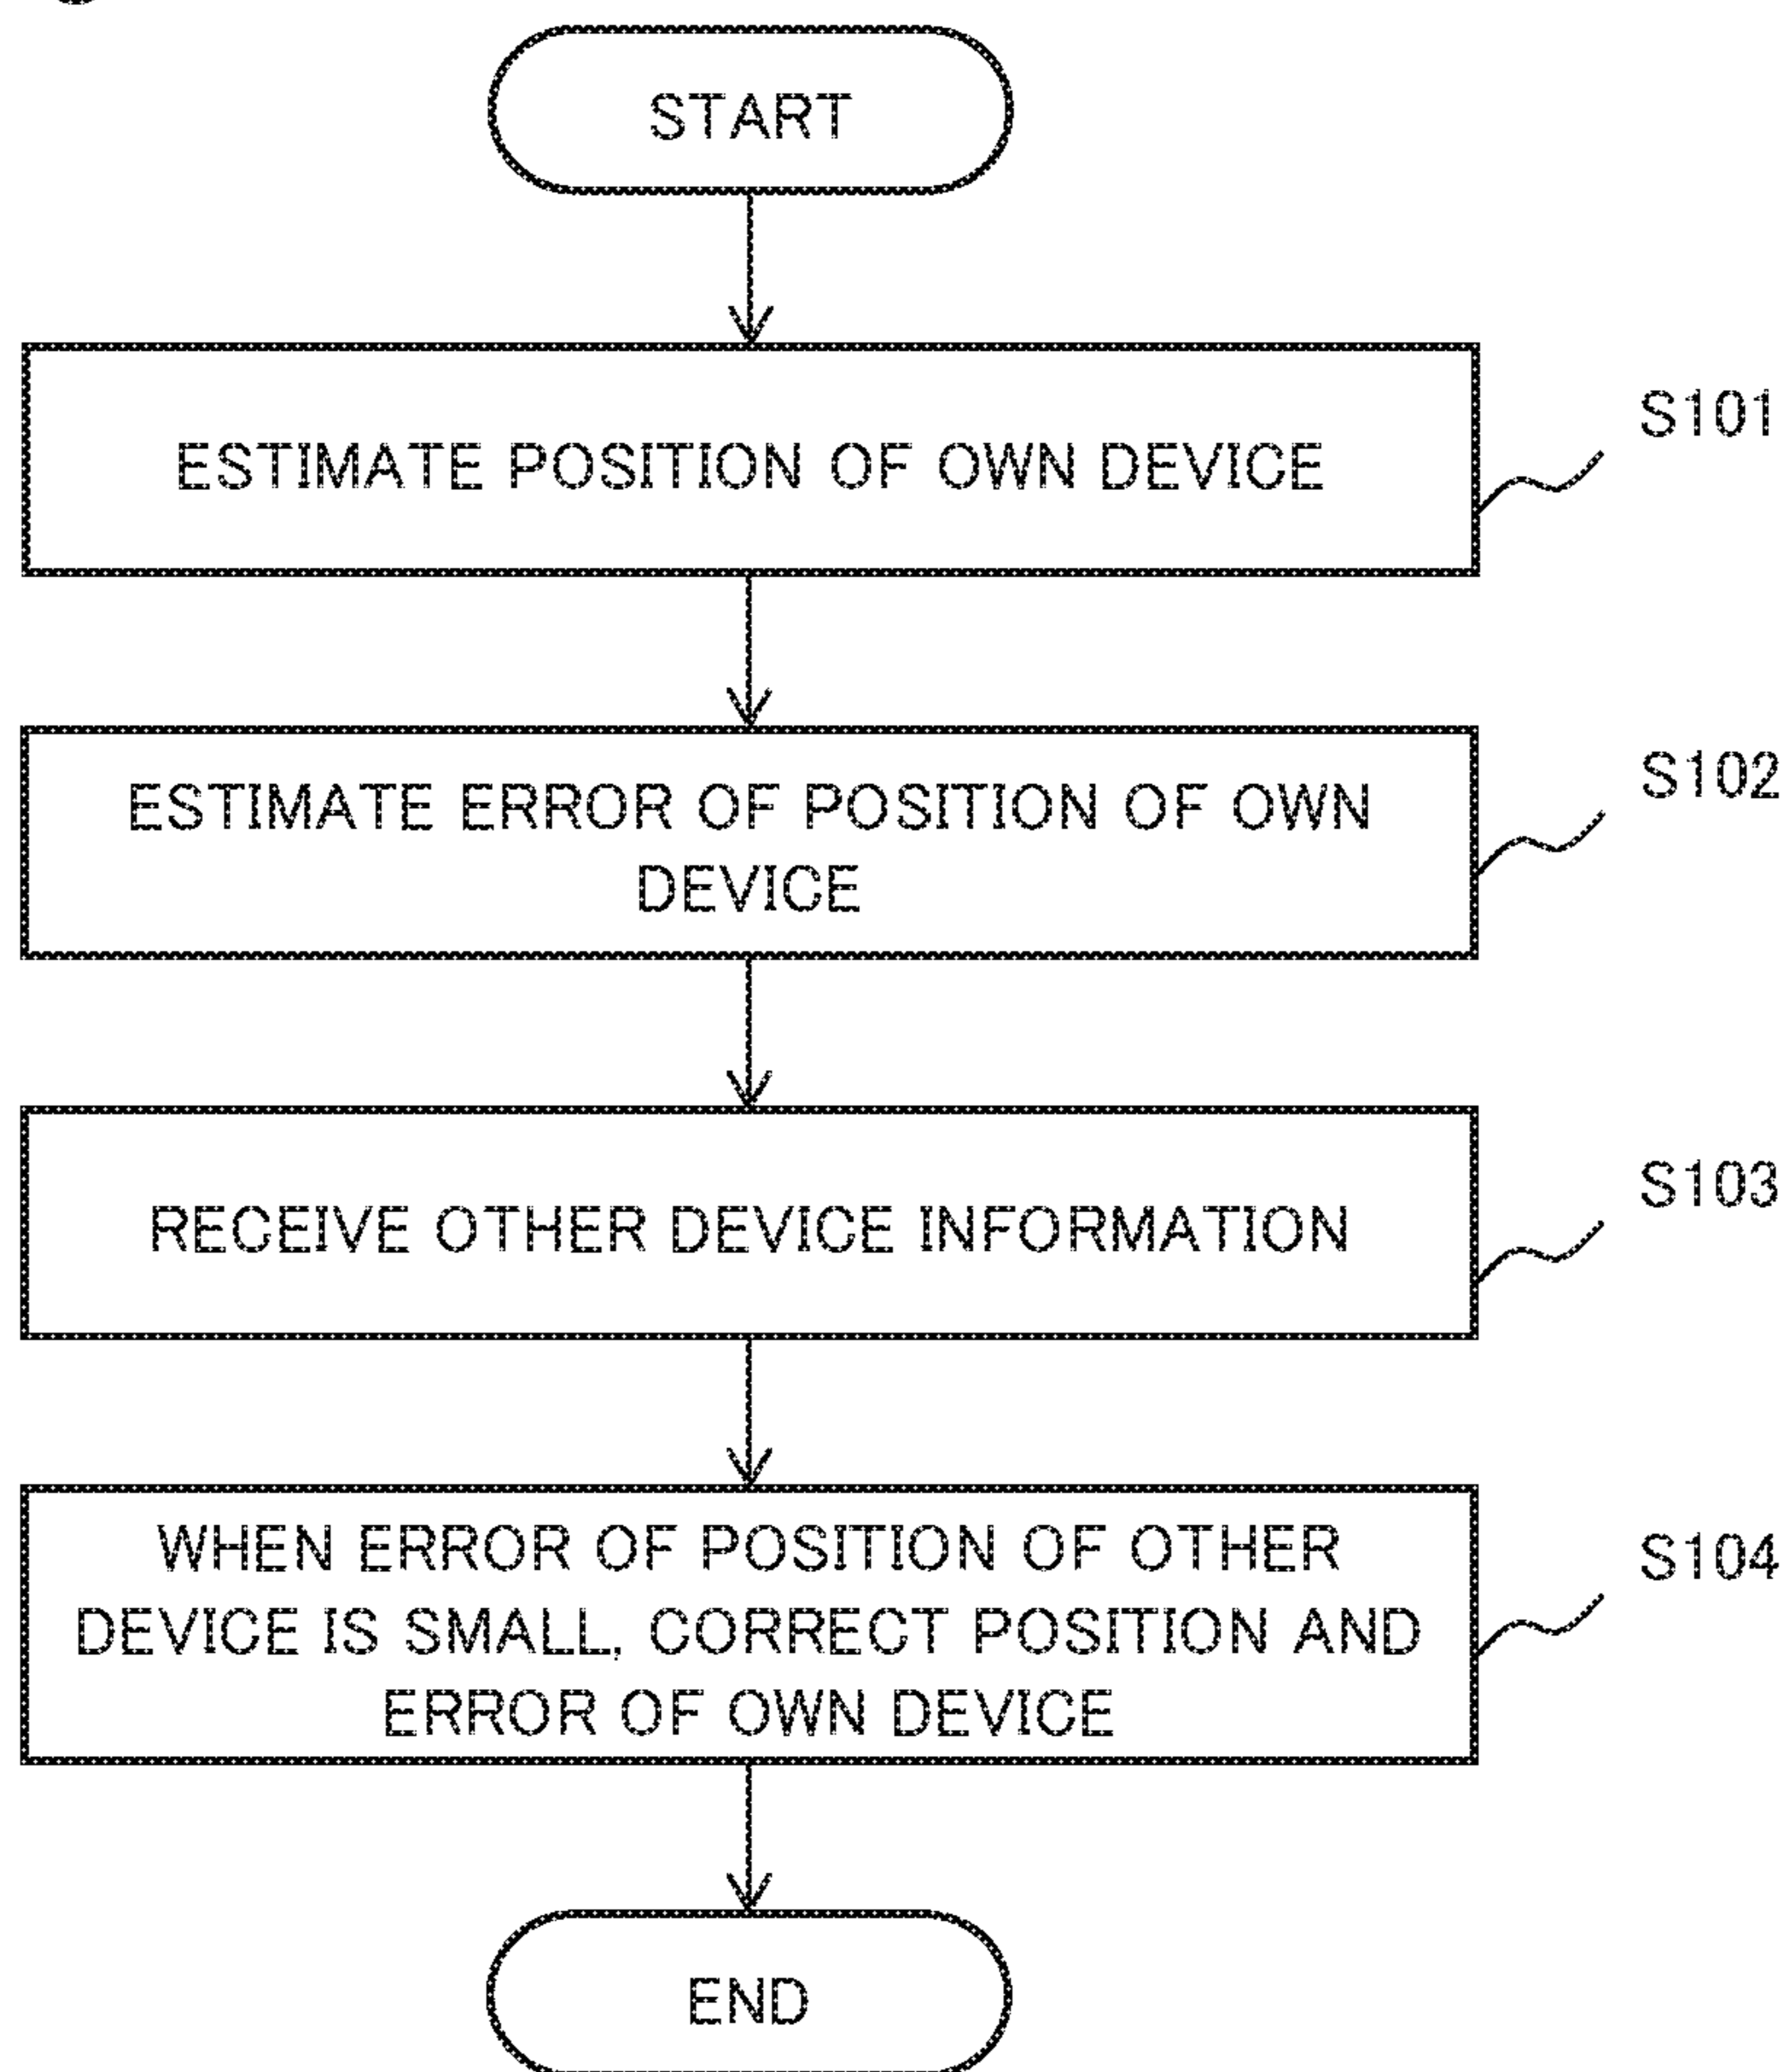 START
ESTIMATE POSITION OF OWN DEVICE
S101
ESTIMATE ERROR OF POSITION OF OWN
DEVICE
S102
RECEIVE OTHER DEVICE INFORMATION
S103
WHEN ERROR OF POSITION OF OTHER
DEVICE IS SMALL, CORRECT POSITION AND
ERROR OF OWN DEVICE
S104
END